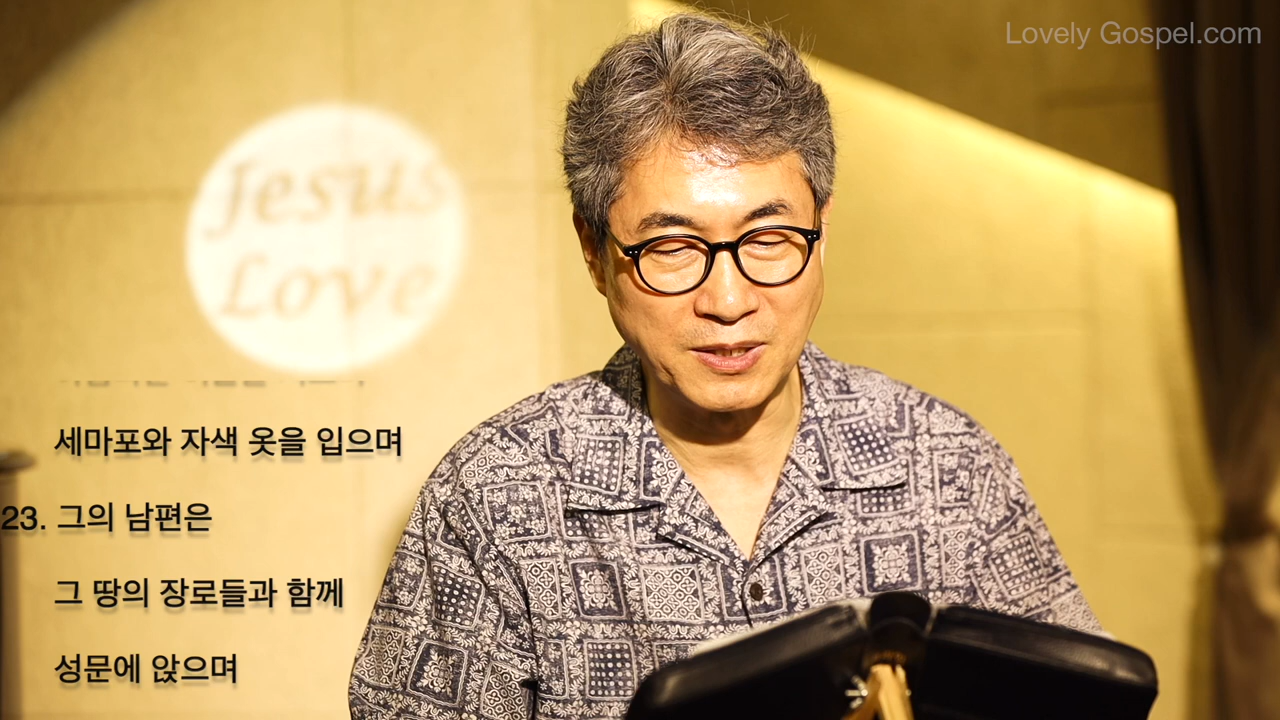 Lovely Gospel.com
Jesus
Love
세마포와 자색 옷을 입으며
23. 그의 남편은
그 땅의 장로들과 함께
성문에 앉으며